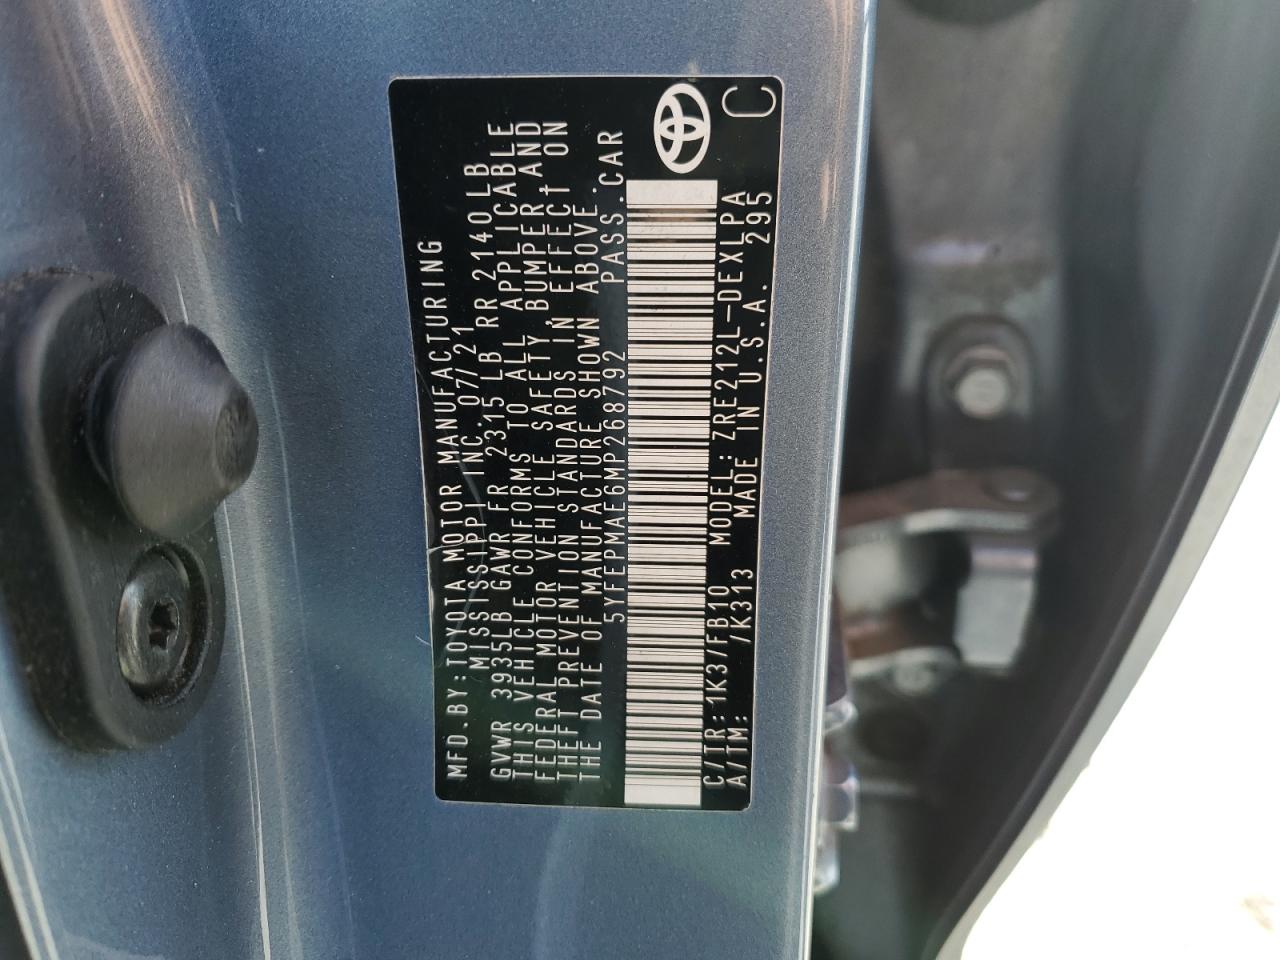 MFD.BY:TOYOTA MOTOR MANUFACTURING
MISSISSIPPI INC. 07/21
GVWR 3935LB GAWR FR 2315LB RR 2140LB
THIS VEHICLE CONFORMS TO ALL APPLICABLE
FEDERAL MOTOR VEHICLE SAFETY, BUMPER, AND
THEFT PREVENTION STANDARDS IN EFFECT ON
THE DATE OF MANUFACTURE SHOWN ABOVE.
5YFEPMAE6MP268792 PASS.CAR
C/TR:1K3/FB10 MODEL:ZRE212L-DEXLPA
A/TM: /K313 MADE IN U.S.A. 295
C